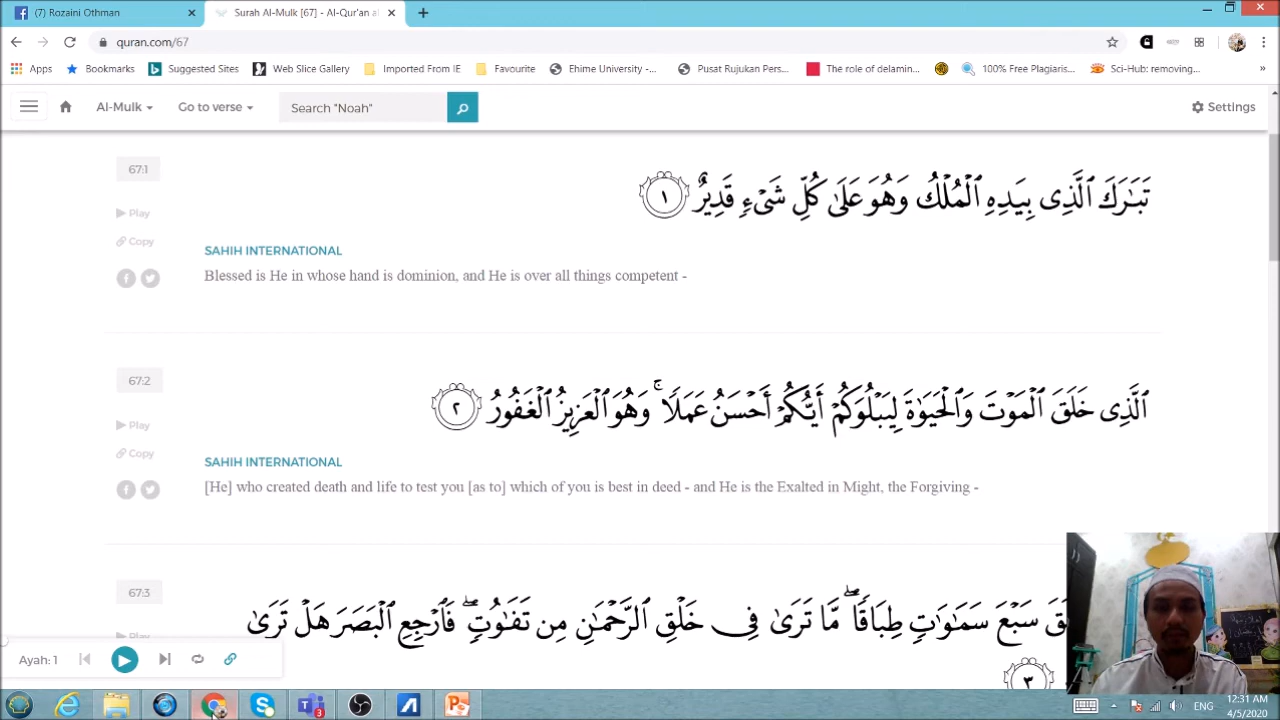 (7) Rozaini Othman
Surah Al-Mulk [67] - Al-Qur'an al
quran.com/67
Apps
Bookmarks
Suggested Sites
Web Slice Gallery
Imported From IE
Favourite
Ehime University -...
Pusat Rujukan Pers...
The role of delamin...
100% Free Plagiaris...
Sci-Hub: removing...
»
Al-Mulk
Go to verse
Search "Noah"
Settings
67:1
تَبَـٰرَكَ ٱلَّذِى بِيَدِهِ ٱلْمُلْكُ وَهُوَ عَلَىٰ كُلِّ شَىْءٍ قَدِيرٌ ١
Play
Copy
SAHIH INTERNATIONAL
Blessed is He in whose hand is dominion, and He is over all things competent -
67:2
ٱلَّذِى خَلَقَ ٱلْمَوْتَ وَٱلْحَيَوٰةَ لِيَبْلُوَكُمْ أَيُّكُمْ أَحْسَنُ عَمَلًا ۚ وَهُوَ ٱلْعَزِيزُ ٱلْغَفُورُ ٢
Play
Copy
SAHIH INTERNATIONAL
[He] who created death and life to test you [as to] which of you is best in deed - and He is the Exalted in Might, the Forgiving -
67:3
سَبْعَ سَمَـٰوَٰتٍ طِبَاقًا ۖ مَّا تَرَىٰ فِى خَلْقِ ٱلرَّحْمَـٰنِ مِن تَفَـٰوُتٍ ۖ فَٱرْجِعِ ٱلْبَصَرَ هَلْ تَرَىٰ
٣
Play
Ayah: 1
3
ENG
12:31 AM
4/5/2020